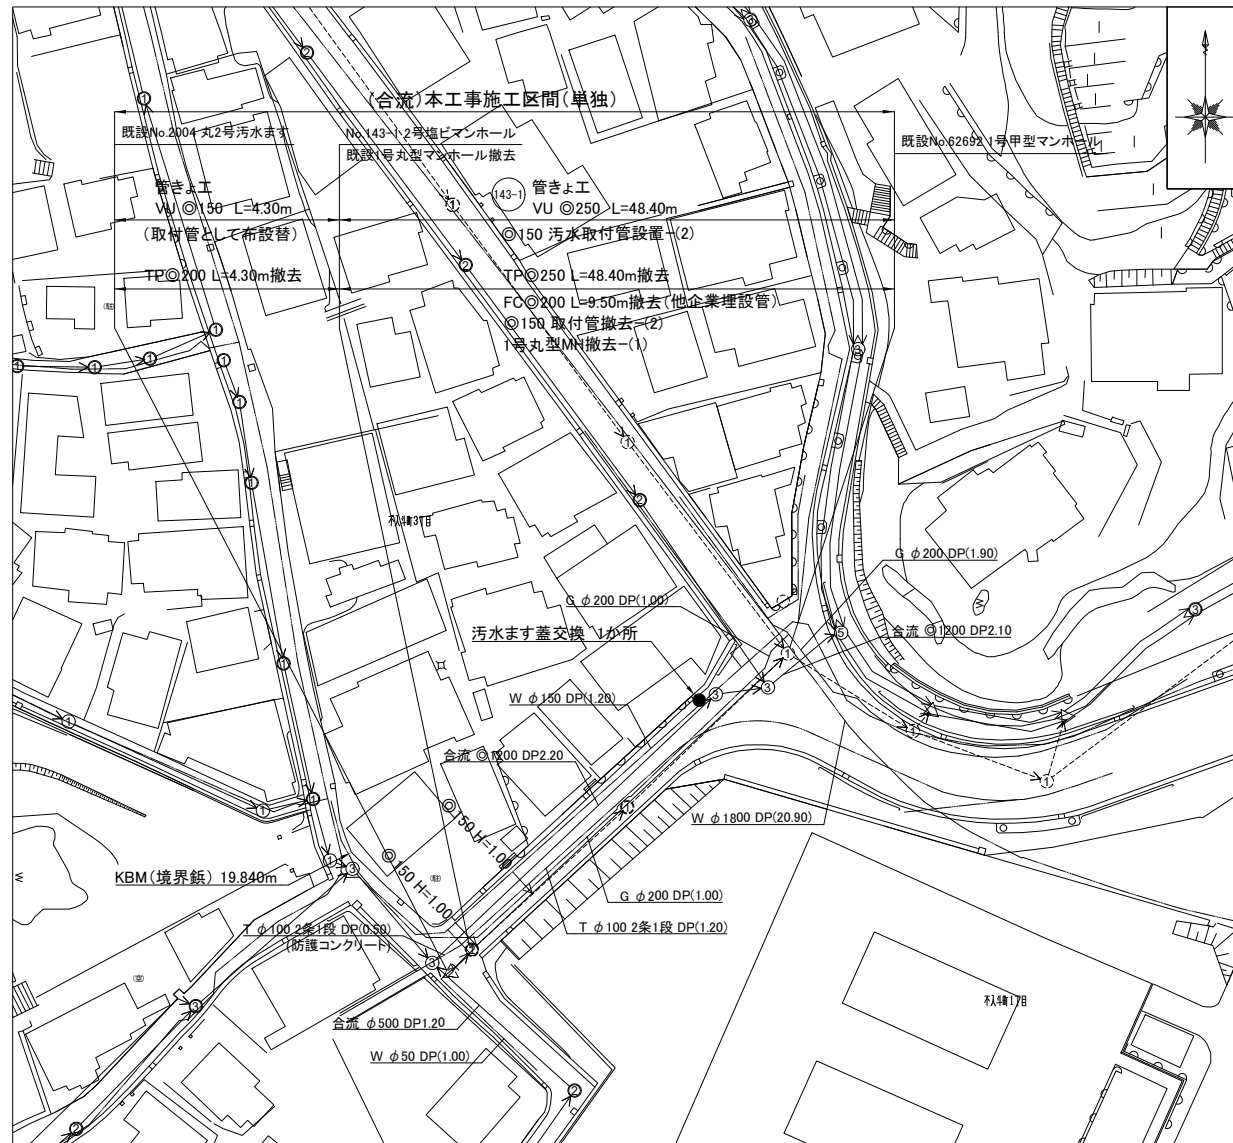 (合流)本工事施工区間(単独)
既設No.2004 丸2号汚水ます
No.143-1 2号塩ビマンホール
既設1号丸型マンホール撤去
既設No.62692 1号甲型マンホール
管きょ工
VU ◎150 L=4.30m
(取付管として布設替)
TP◎200 L=4.30m撤去
143-1
管きょ工
VU ◎250 L=48.40m
◎150 汚水取付管設置-(2)
TP◎250 L=48.40m撤去
FC◎200 L=9.50m撤去(他企業埋設管)
◎150 取付管撤去-(2)
1号丸型MH撤去-(1)
G φ200 DP(1.90)
G φ200 DP(1.00)
汚水ます蓋交換 1か所
合流 ◎1200 DP2.10
W φ150 DP(1.20)
合流 ◎1200 DP2.20
W φ1800 DP(20.90)
◎150 H=1.00
◎150 H=1.00
KBM(境界鋲) 19.840m
G φ200 DP(1.00)
T φ100 2条1段 DP(1.20)
T φ100 2条1段 DP(0.50)
(防護コンクリート)
合流 φ500 DP1.20
W φ50 DP(1.00)